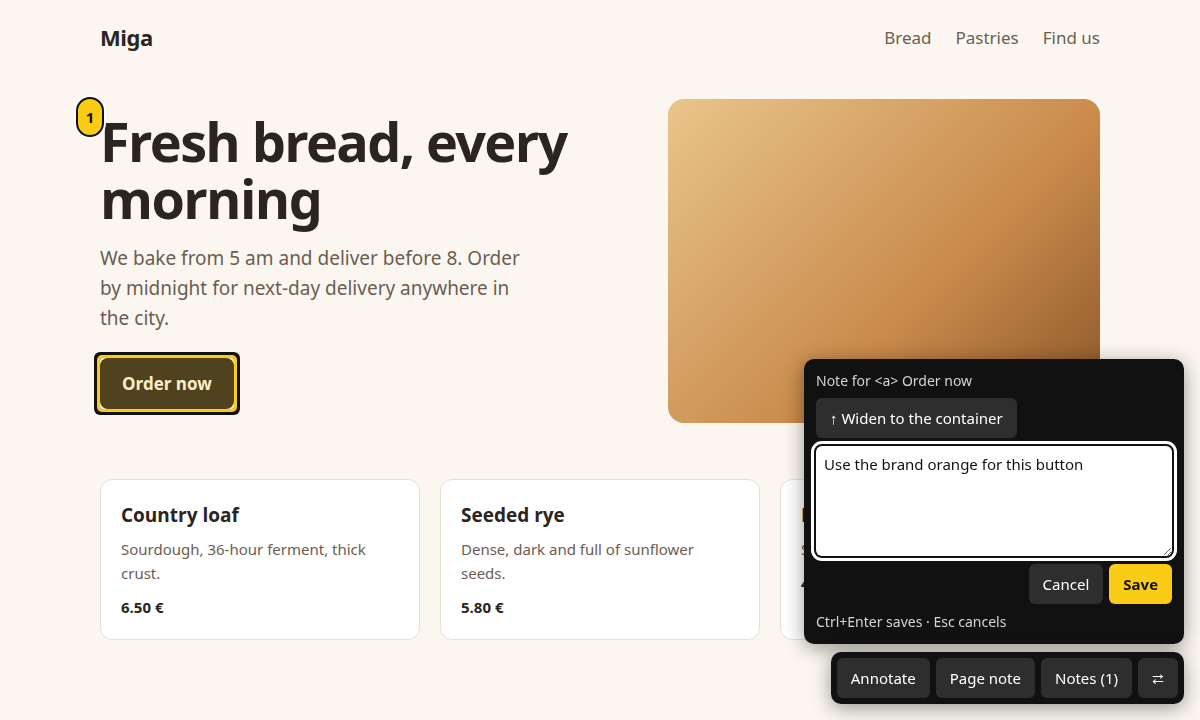 Miga
Bread Pastries Find us
1
Fresh bread, every
morning
We bake from 5 am and deliver before 8. Order
by midnight for next-day delivery anywhere in
the city.
Order now
Country loaf
Sourdough, 36-hour ferment, thick
crust.
6.50 €
Seeded rye
Dense, dark and full of sunflower
seeds.
5.80 €
Note for <a> Order now
↑ Widen to the container
Use the brand orange for this button
Cancel Save
Ctrl+Enter saves · Esc cancels
Annotate Page note Notes (1) ⇄